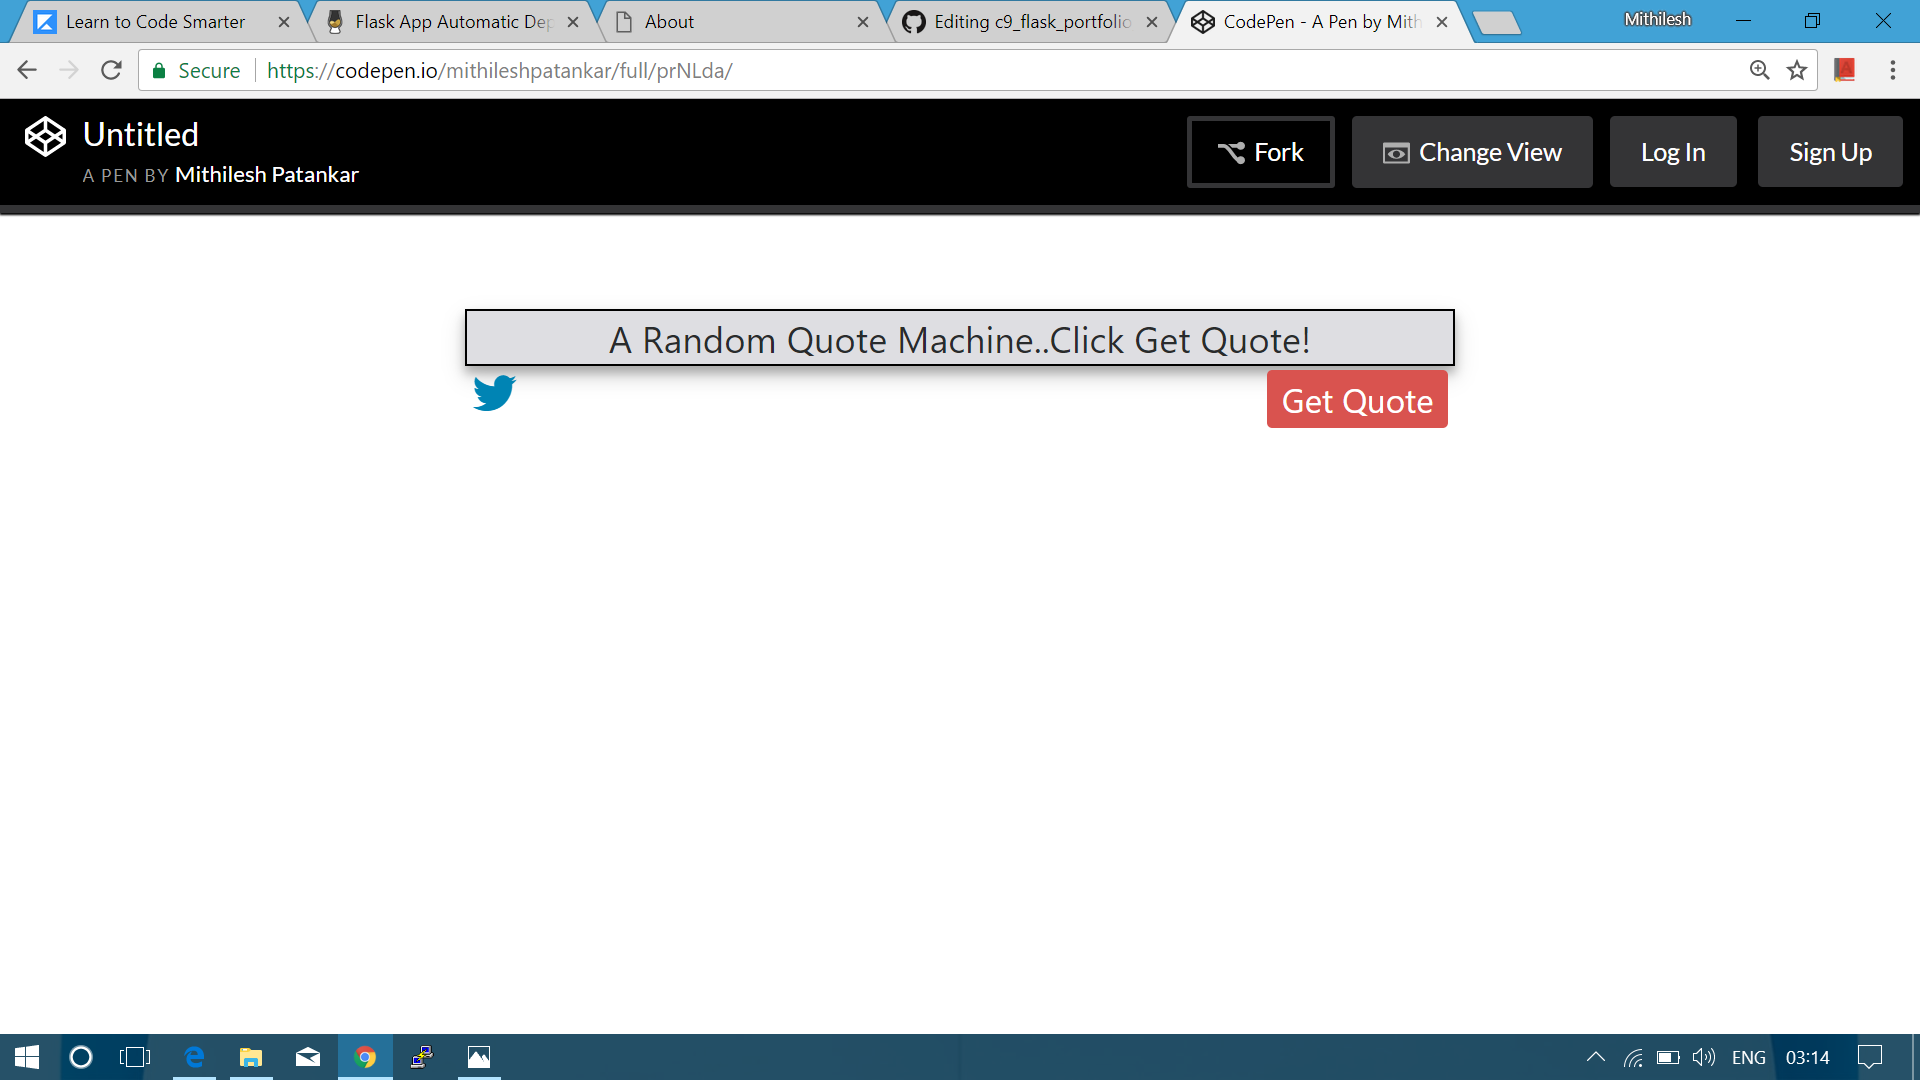 Learn to Code Smarter
Flask App Automatic Dep
About
Editing c9_flask_portfolio
CodePen - A Pen by Mith
Mithilesh
Secure
https://codepen.io/mithileshpatankar/full/prNLda/
Untitled
A PEN BY Mithilesh Patankar
Fork
Change View
Log In
Sign Up
A Random Quote Machine..Click Get Quote!
Get Quote
ENG
03:14